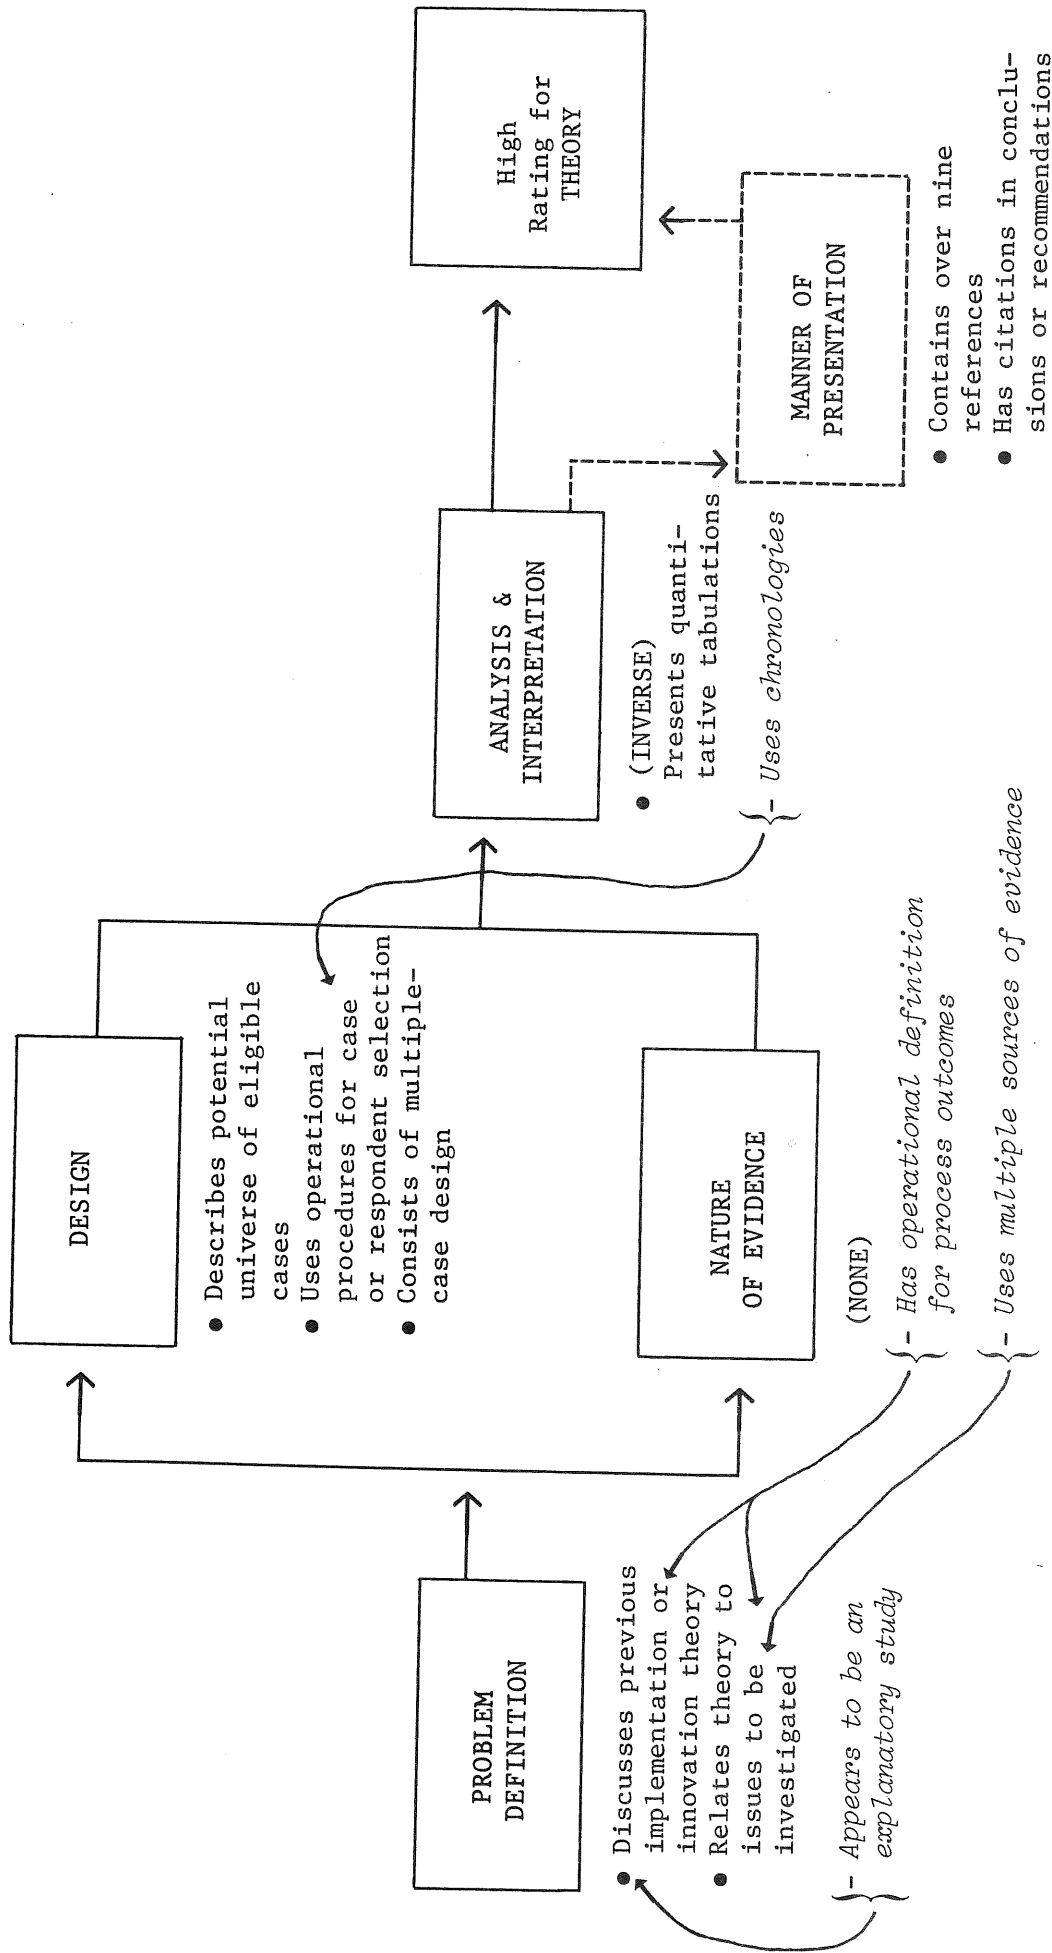 PROBLEM
DEFINITION
● Discusses previous
implementation or
innovation theory
● Relates theory to
issues to be
investigated
- Appears to be an
explanatory study
DESIGN
● Describes potential
universe of eligible
cases
● Uses operational
procedures for case
or respondent selection
● Consists of multiple-
case design
NATURE
OF EVIDENCE
(NONE)
- Has operational definition
for process outcomes
- Uses multiple sources of evidence
ANALYSIS &
INTERPRETATION
● (INVERSE)
Presents quanti-
tative tabulations
- Uses chronologies
MANNER OF
PRESENTATION
● Contains over nine
references
● Has citations in conclu-
sions or recommendations
High
Rating for
THEORY